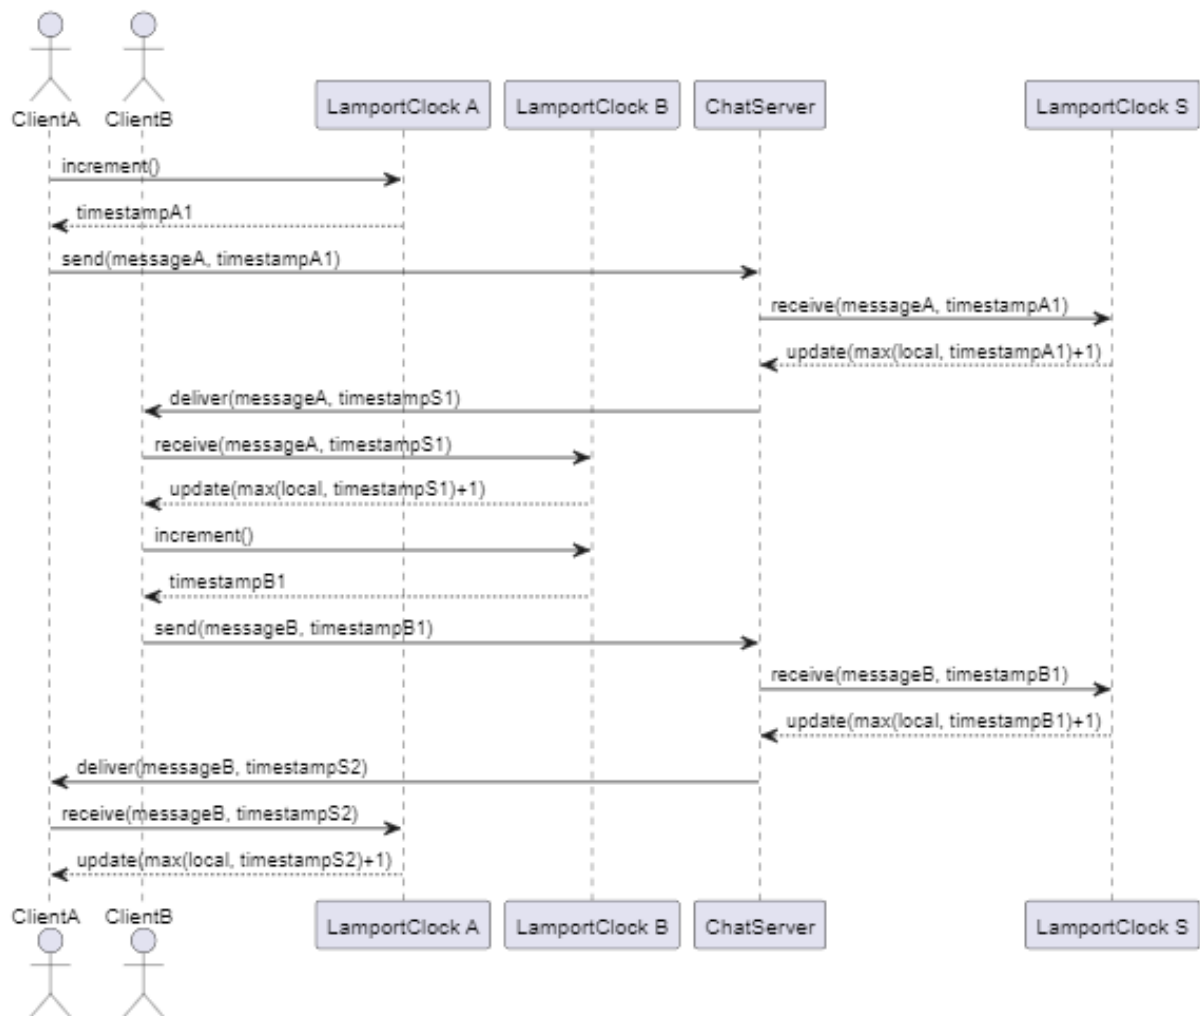 ClientA ClientB LamportClock A LamportClock B ChatServer LamportClock S
increment()
timestampA1
send(messageA, timestampA1)
receive(messageA, timestampA1)
update(max(local, timestampA1)+1)
deliver(messageA, timestampS1)
receive(messageA, timestampS1)
update(max(local, timestampS1)+1)
increment()
timestampB1
send(messageB, timestampB1)
receive(messageB, timestampB1)
update(max(local, timestampB1)+1)
deliver(messageB, timestampS2)
receive(messageB, timestampS2)
update(max(local, timestampS2)+1)
ClientA ClientB LamportClock A LamportClock B ChatServer LamportClock S